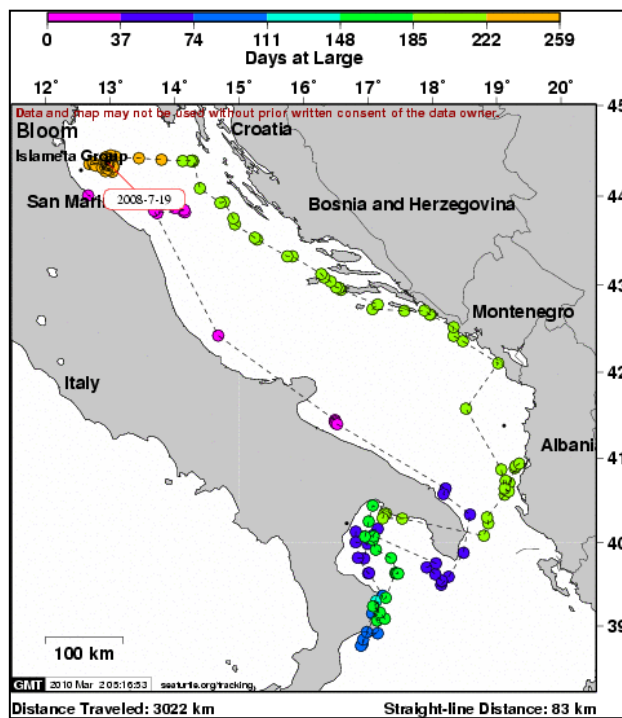 0 37 74 111 148 185 222 259
Days at Large
12° 13° 14° 15° 16° 17° 18° 19° 20°
Data and map may not be used without prior written consent of the data owner.
45
Bloom
Croatia
Islameta Group
44
San Mari
2008-7-19
Bosnia and Herzegovina
43
Montenegro
42
Italy
Albani
41
40
39
100 km
GMT 2010 Mar 2 05:16:53 seaturtle.org/tracking
Distance Traveled: 3022 km Straight-line Distance: 83 km